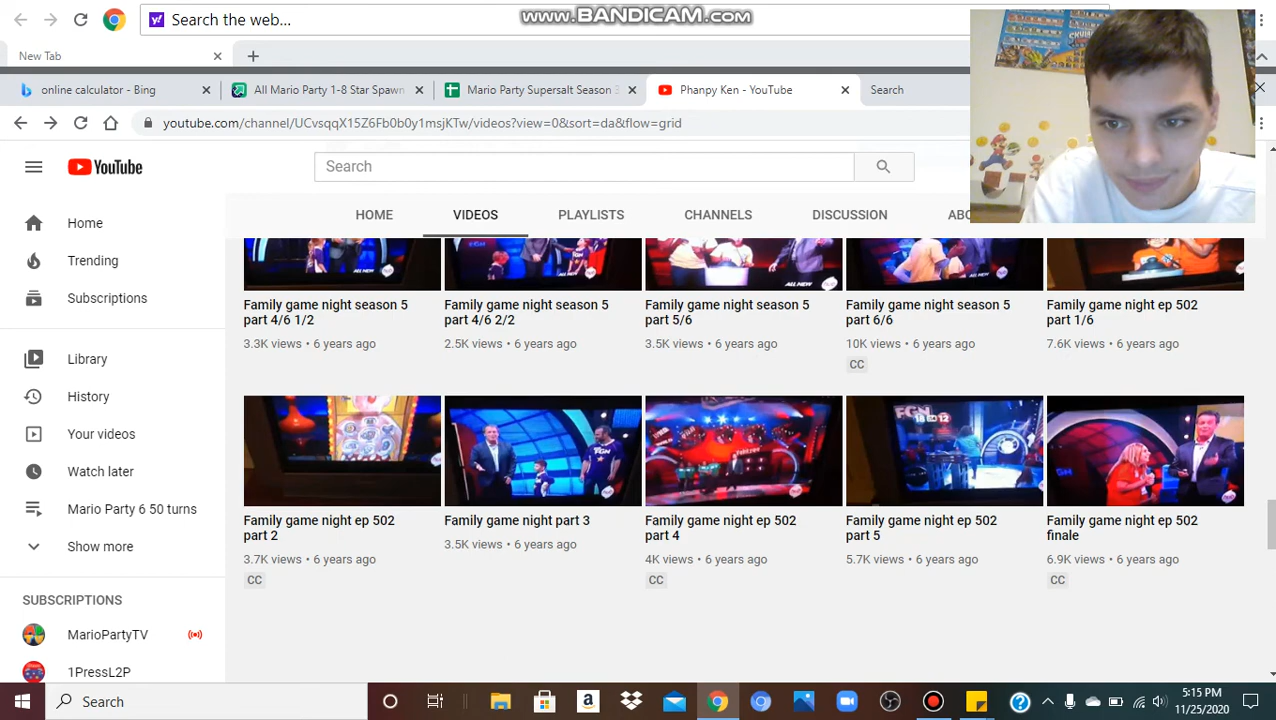 Search the web...
www.BANDICAM.com
New Tab
online calculator - Bing
All Mario Party 1-8 Star Spawn
Mario Party Supersalt Season 3
Phanpy Ken - YouTube
Search
youtube.com/channel/UCvsqqX15Z6Fb0b0y1msjKTw/videos?view=0&sort=da&flow=grid
YouTube
Search
HOME
VIDEOS
PLAYLISTS
CHANNELS
DISCUSSION
Home
Trending
Subscriptions
Library
History
Your videos
Watch later
Mario Party 6 50 turns
Show more
SUBSCRIPTIONS
MarioPartyTV
1PressL2P
ALL NEW
ALL NEW
ALL NEW
Family game night season 5
part 4/6 1/2
3.3K views • 6 years ago
Family game night season 5
part 4/6 2/2
2.5K views • 6 years ago
Family game night season 5
part 5/6
3.5K views • 6 years ago
Family game night season 5
part 6/6
10K views • 6 years ago
CC
Family game night ep 502
part 1/6
7.6K views • 6 years ago
Family game night ep 502
part 2
3.7K views • 6 years ago
CC
Family game night part 3
3.5K views • 6 years ago
Family game night ep 502
part 4
4K views • 6 years ago
CC
Family game night ep 502
part 5
5.7K views • 6 years ago
Family game night ep 502
finale
6.9K views • 6 years ago
CC
Search
5:15 PM
11/25/2020